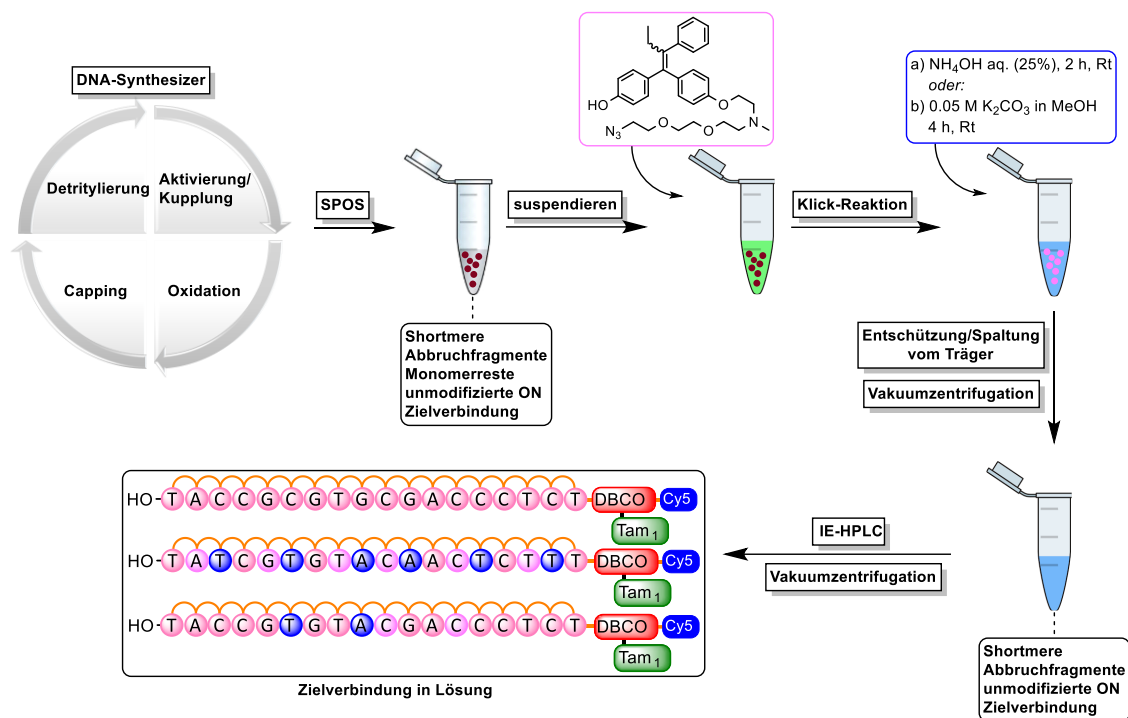 DNA-Synthesizer
Detritylierung
Aktivierung/
Kupplung
Capping
Oxidation
SPOS
Shortmere
Abbruchfragmente
Monomerreste
unmodifizierte ON
Zielverbindung
suspendieren
HO
O
N₃
O
O
N
Klick-Reaktion
a) NH₄OH aq. (25%), 2 h, Rt
oder:
b) 0.05 M K₂CO₃ in MeOH
4 h, Rt
Entschützung/Spaltung
vom Träger
Vakuumzentrifugation
Shortmere
Abbruchfragmente
unmodifizierte ON
Zielverbindung
IE-HPLC
Vakuumzentrifugation
HO-TACCGCGTGCGACCCTCT DBCO Cy5
Tam₁
HO-TATCGTGTACAACTCTTT DBCO Cy5
Tam₁
HO-TACCGTGTACGACCCTCT DBCO Cy5
Tam₁
Zielverbindung in Lösung